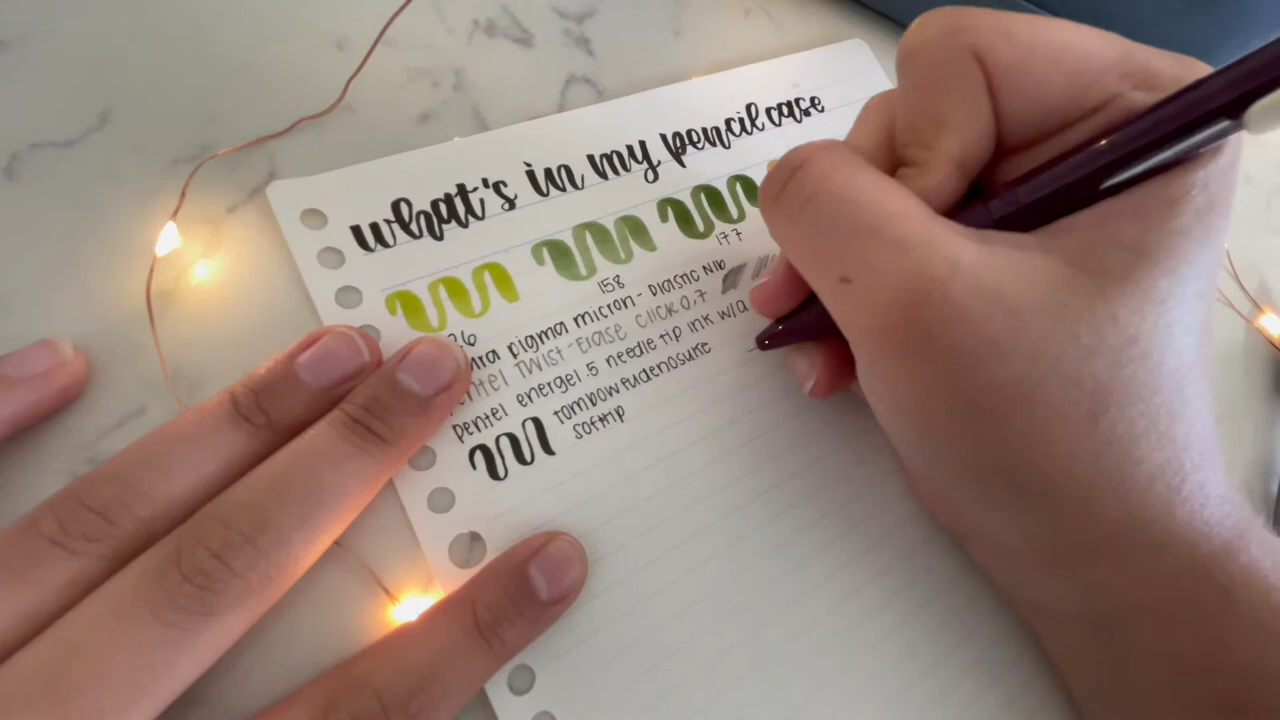 what's in my pencil case
158
177
pigma micron - plastic nib
TWIST-Erase CLICK 0.7
Pentel energel .5 needle tip ink w/a
tombow fudenosuke
softtip